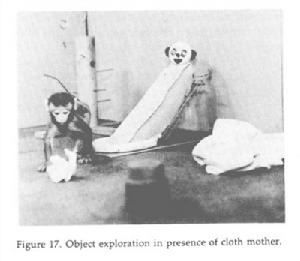 Figure 17. Object exploration in presence of cloth mother.